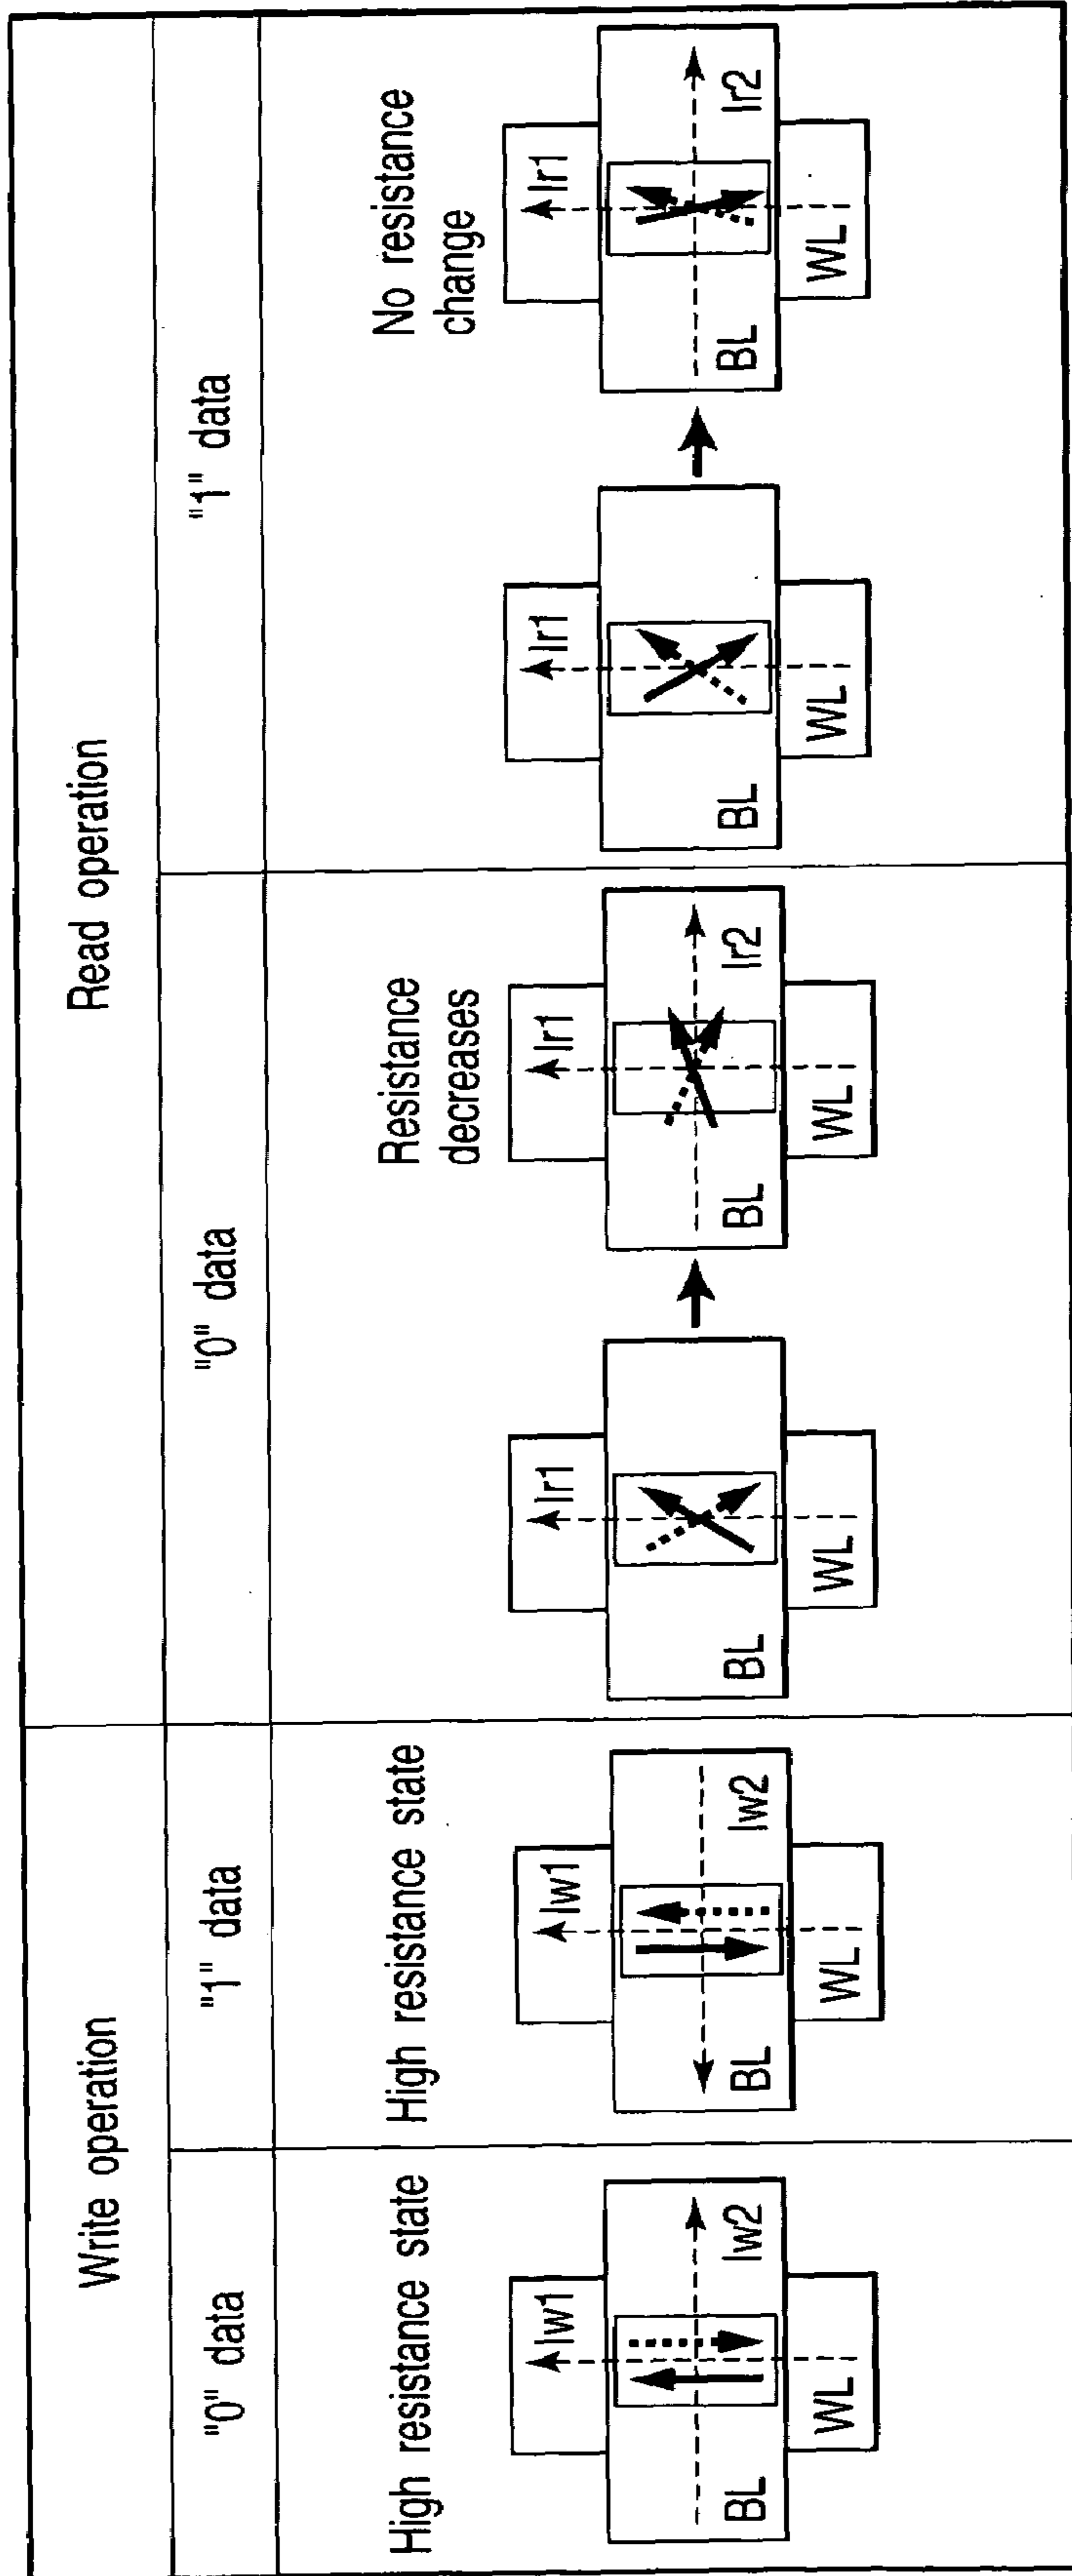 Write operation
Read operation
"0" data
"1" data
"0" data
"1" data
High resistance state
High resistance state
Resistance
decreases
No resistance
change
Iw1
Iw2
BL
WL
Iw1
Iw2
BL
WL
Ir1
BL
WL
Ir1
Ir2
BL
WL
Ir1
BL
WL
Ir1
Ir2
BL
WL